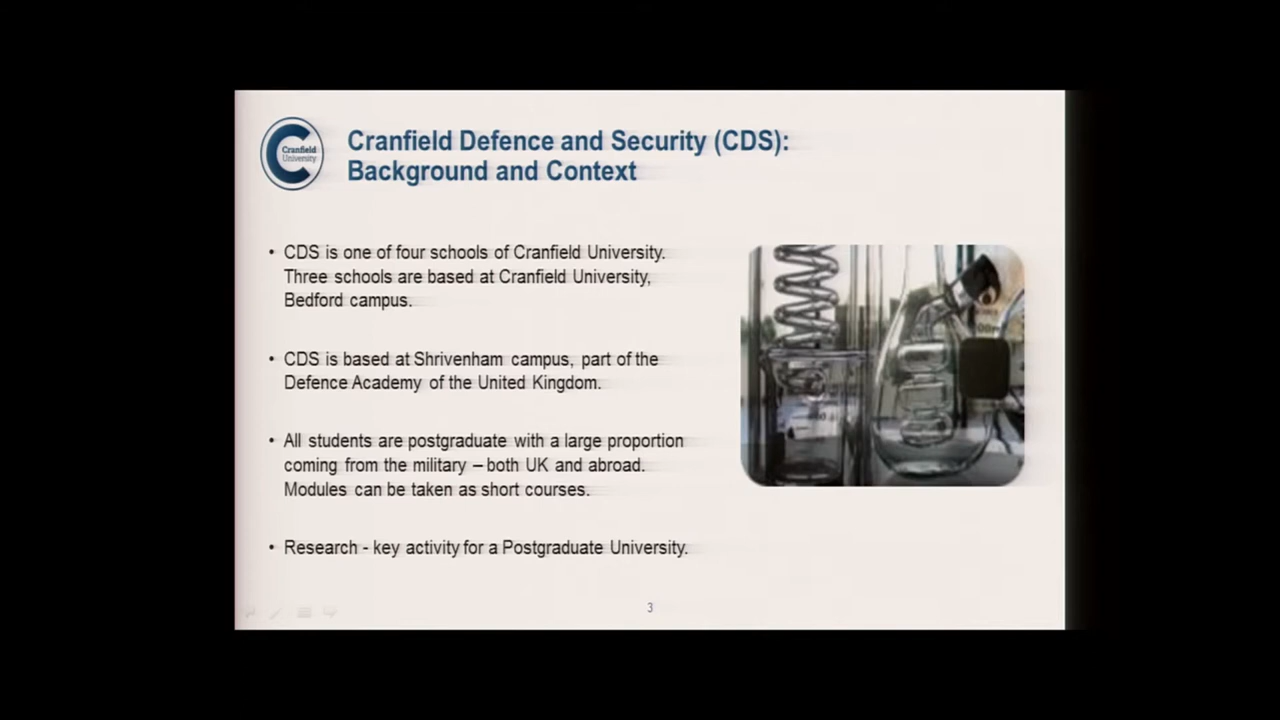 Cranfield
University
Cranfield Defence and Security (CDS):
Background and Context
• CDS is one of four schools of Cranfield University.
Three schools are based at Cranfield University,
Bedford campus.
• CDS is based at Shrivenham campus, part of the
Defence Academy of the United Kingdom.
• All students are postgraduate with a large proportion
coming from the military – both UK and abroad.
Modules can be taken as short courses.
• Research - key activity for a Postgraduate University.
3